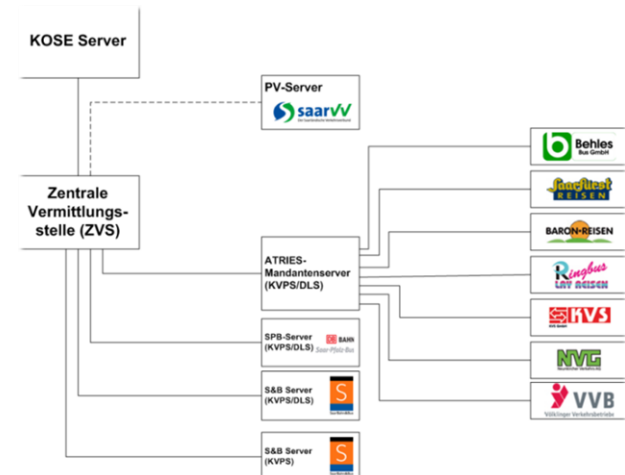 KOSE Server
PV-Server
saarVV
Zentrale
Vermittlungs-
stelle (ZVS)
ATRIES-
Mandantenserver
(KVPS/DLS)
SPB-Server
(KVPS/DLS)
DB BAHN
Saar-Pfalz-Bus
S&B Server
(KVPS/DLS)
S
S&B Server
(KVPS)
S
b Behles
Bus GmbH
Saarfürst
REISEN
BARON•REISEN
Ringbus
LAY REISEN
KVS
KVS GmbH
NVG
VVB
Völklinger Verkehrsbetriebe